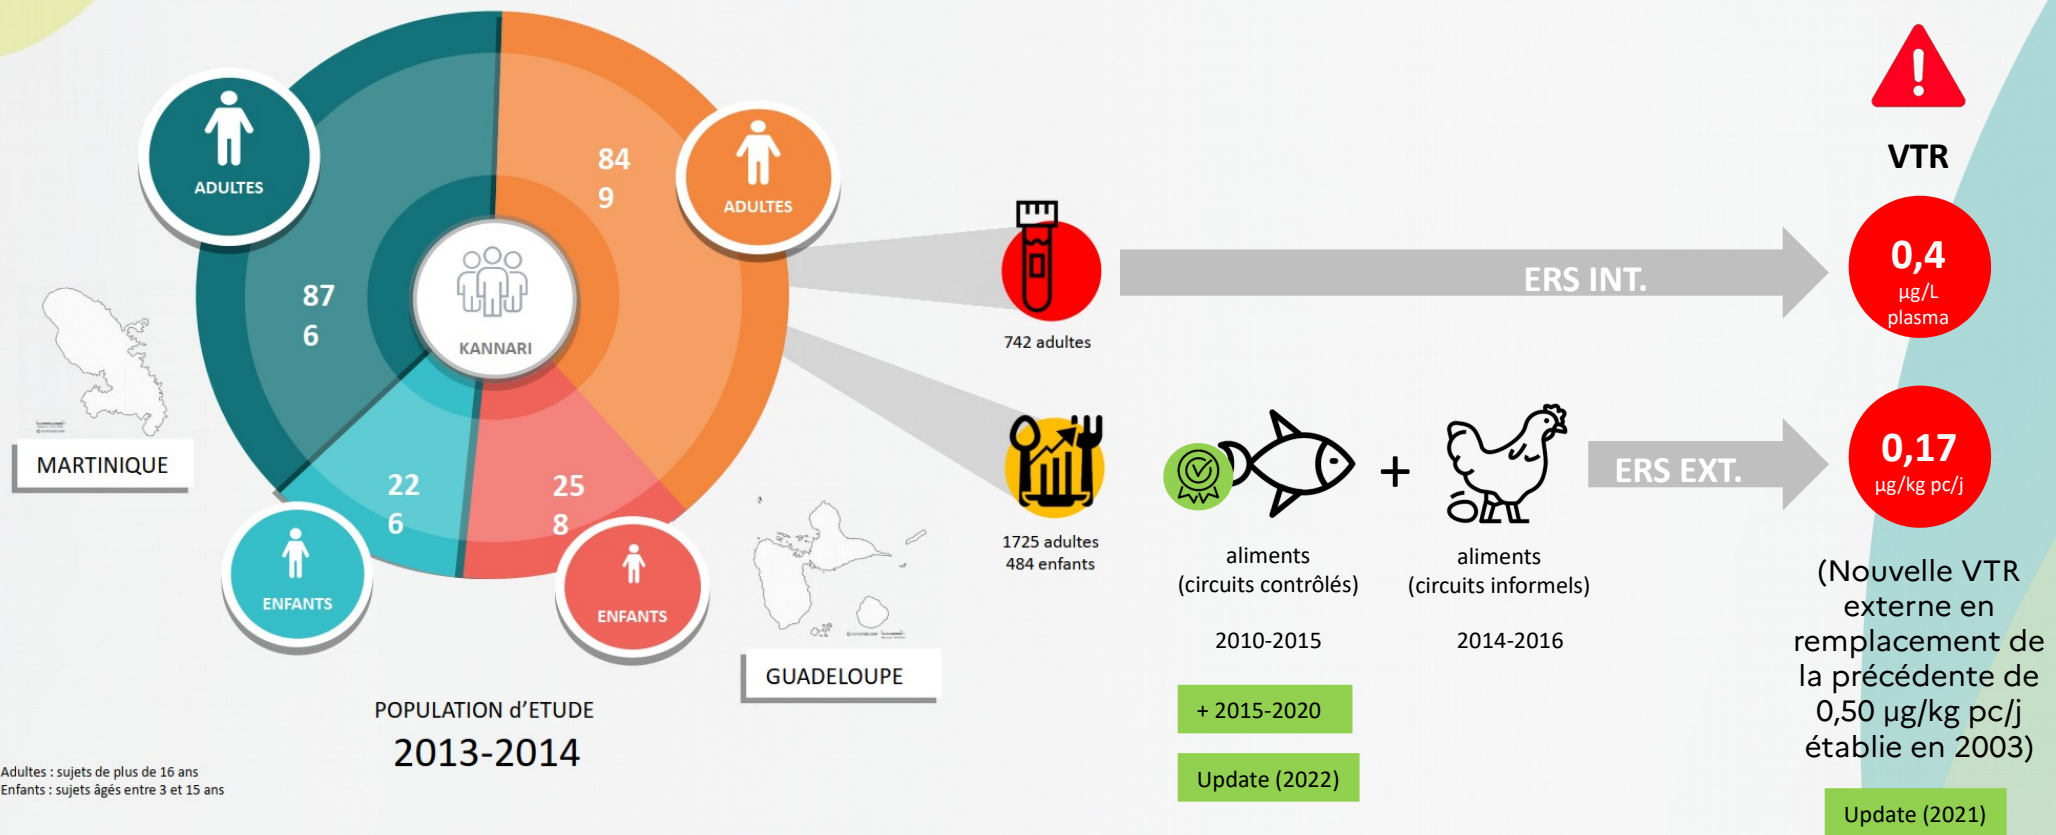 ADULTES
84
9
ADULTES
87
6
KANNARI
22
6
25
8
ENFANTS
ENFANTS
MARTINIQUE
GUADELOUPE
POPULATION d'ETUDE
2013-2014
Adultes : sujets de plus de 16 ans
Enfants : sujets âgés entre 3 et 15 ans
742 adultes
1725 adultes
484 enfants
ERS INT.
aliments
(circuits contrôlés)
2010-2015
+ 2015-2020
Update (2022)
+
aliments
(circuits informels)
2014-2016
ERS EXT.
VTR
0,4
µg/L
plasma
0,17
µg/kg pc/j
(Nouvelle VTR
externe en
remplacement de
la précédente de
0,50 µg/kg pc/j
établie en 2003)
Update (2021)